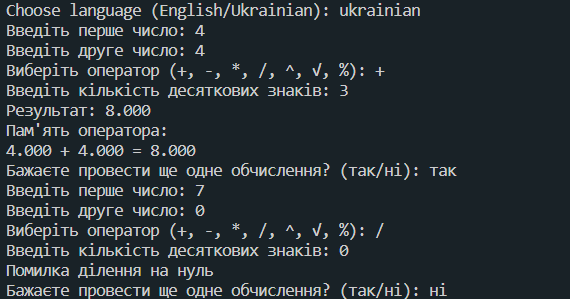 Choose language (English/Ukrainian): ukrainian
Введіть перше число: 4
Введіть друге число: 4
Виберіть оператор (+, -, *, /, ^, √, %): +
Введіть кількість десяткових знаків: 3
Результат: 8.000
Пам'ять оператора:
4.000 + 4.000 = 8.000
Бажаєте провести ще одне обчислення? (так/ні): так
Введіть перше число: 7
Введіть друге число: 0
Виберіть оператор (+, -, *, /, ^, √, %): /
Введіть кількість десяткових знаків: 0
Помилка ділення на нуль
Бажаєте провести ще одне обчислення? (так/ні): ні